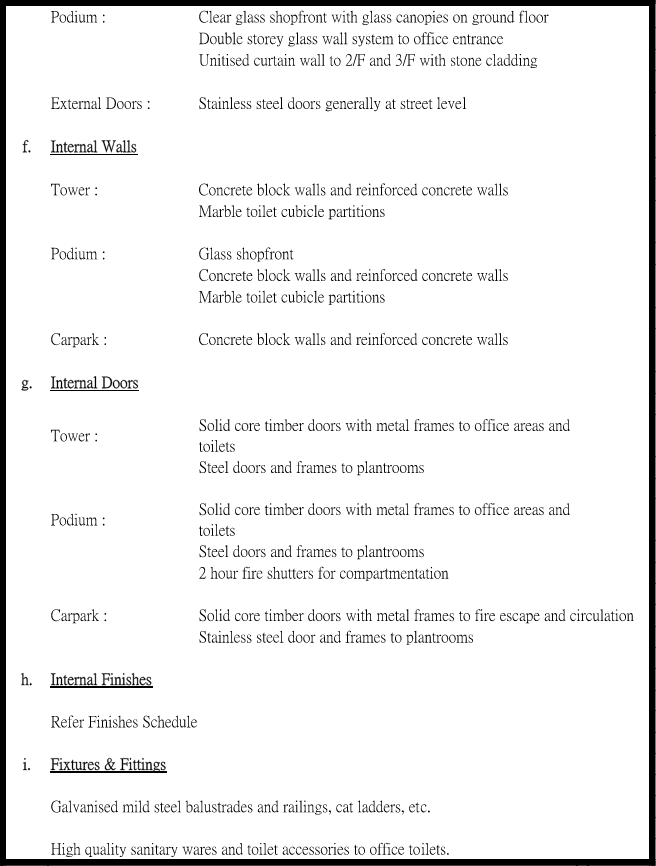 Podium : Clear glass shopfront with glass canopies on ground floor
Double storey glass wall system to office entrance
Unitised curtain wall to 2/F and 3/F with stone cladding
External Doors : Stainless steel doors generally at street level
f. Internal Walls
Tower : Concrete block walls and reinforced concrete walls
Marble toilet cubicle partitions
Podium : Glass shopfront
Concrete block walls and reinforced concrete walls
Marble toilet cubicle partitions
Carpark : Concrete block walls and reinforced concrete walls
g. Internal Doors
Tower : Solid core timber doors with metal frames to office areas and
toilets
Steel doors and frames to plantrooms
Podium : Solid core timber doors with metal frames to office areas and
toilets
Steel doors and frames to plantrooms
2 hour fire shutters for compartmentation
Carpark : Solid core timber doors with metal frames to fire escape and circulation
Stainless steel door and frames to plantrooms
h. Internal Finishes
Refer Finishes Schedule
i. Fixtures & Fittings
Galvanised mild steel balustrades and railings, cat ladders, etc.
High quality sanitary wares and toilet accessories to office toilets.